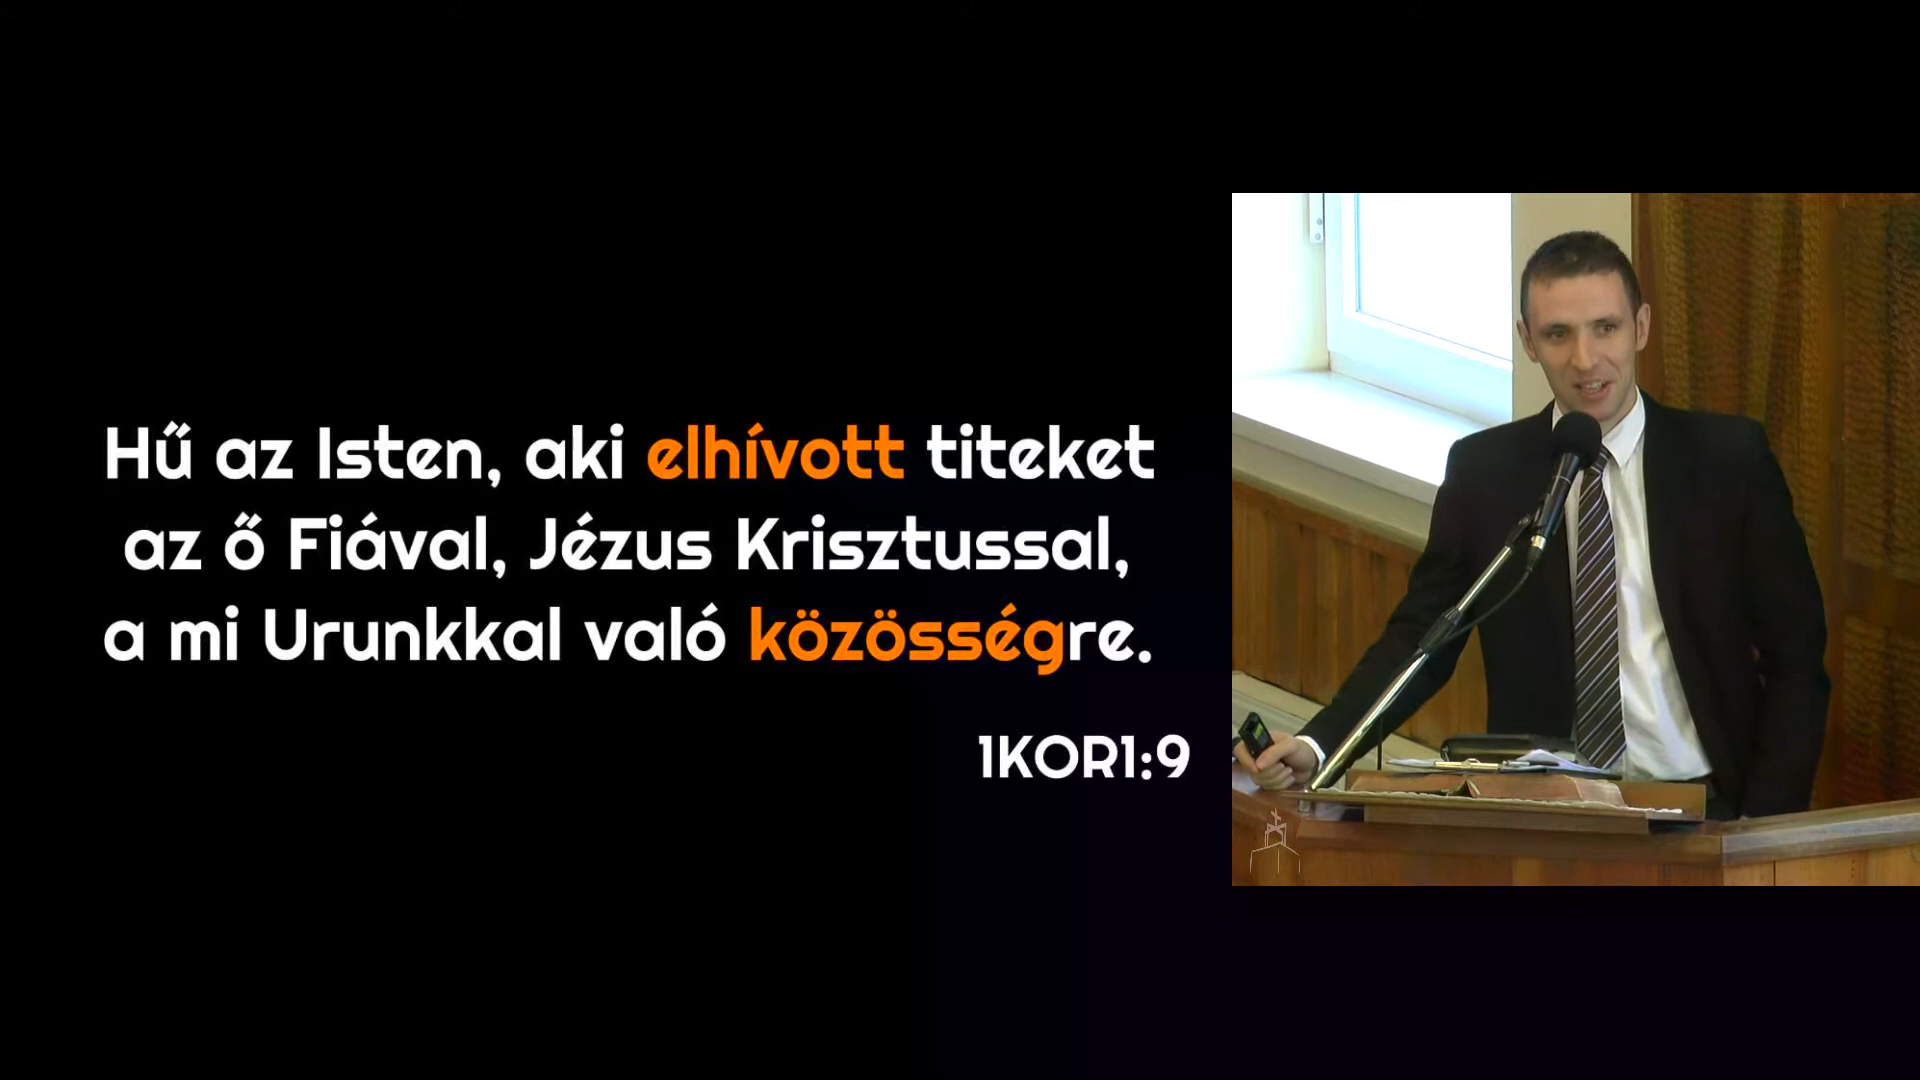 Hű az Isten, aki elhívott titeket
az ő Fiával, Jézus Krisztussal,
a mi Urunkkal való közösségre.
1KOR1:9